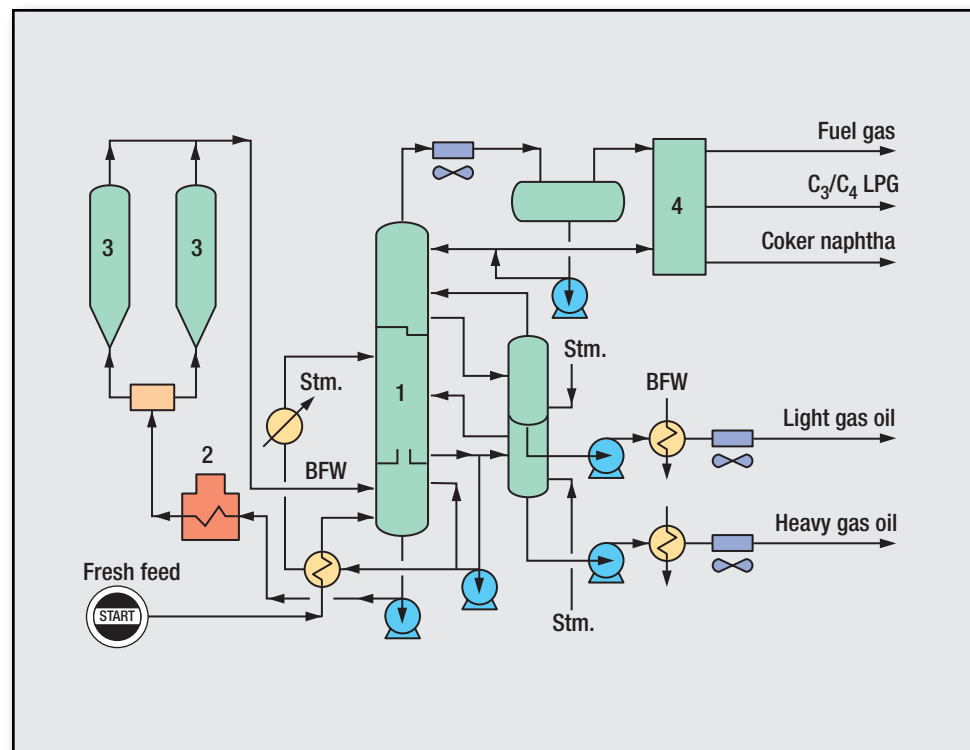 Fuel gas
C₃/C₄ LPG
4
Coker naphtha
3
3
Stm.
BFW
Stm.
1
Light gas oil
2
BFW
Heavy gas oil
Fresh feed
START
Stm.